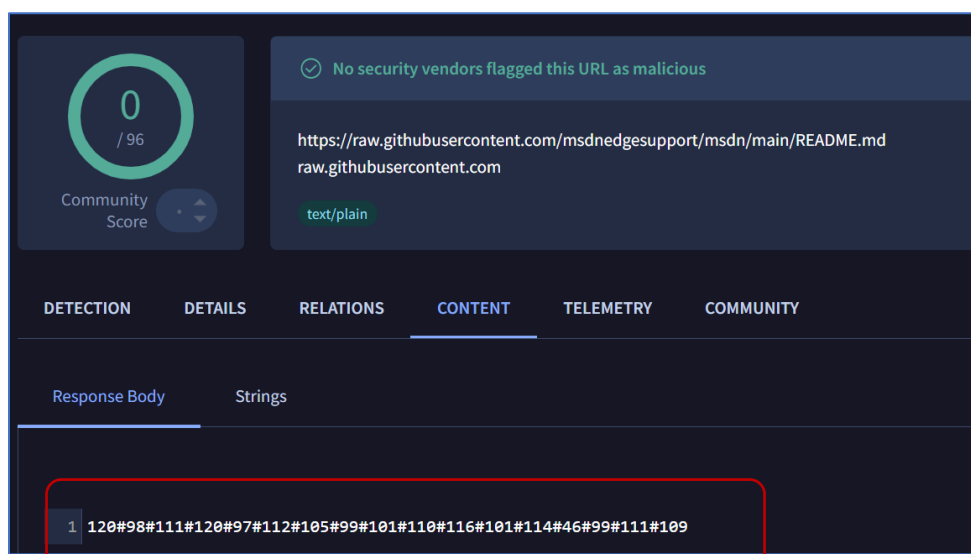 0
/ 96
Community
Score
No security vendors flagged this URL as malicious
https://raw.githubusercontent.com/msdnedgesupport/msdn/main/README.md
raw.githubusercontent.com
text/plain
DETECTION DETAILS RELATIONS CONTENT TELEMETRY COMMUNITY
Response Body Strings
1 120#98#111#120#97#112#105#99#101#110#116#101#114#46#99#111#109